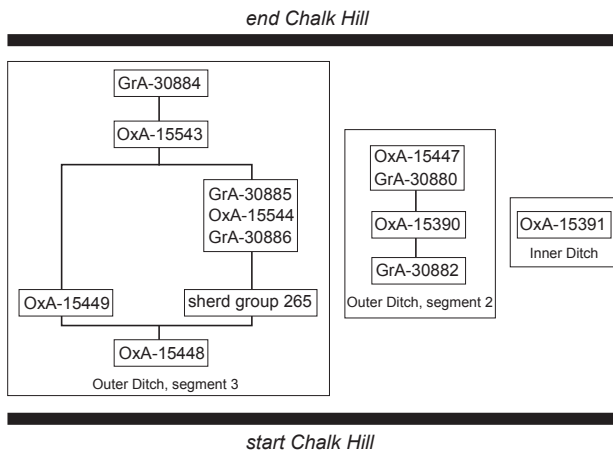 end Chalk Hill
GrA-30884
OxA-15543
GrA-30885
OxA-15544
GrA-30886
OxA-15449
sherd group 265
OxA-15448
Outer Ditch, segment 3
OxA-15447
GrA-30880
OxA-15390
GrA-30882
Outer Ditch, segment 2
OxA-15391
Inner Ditch
start Chalk Hill